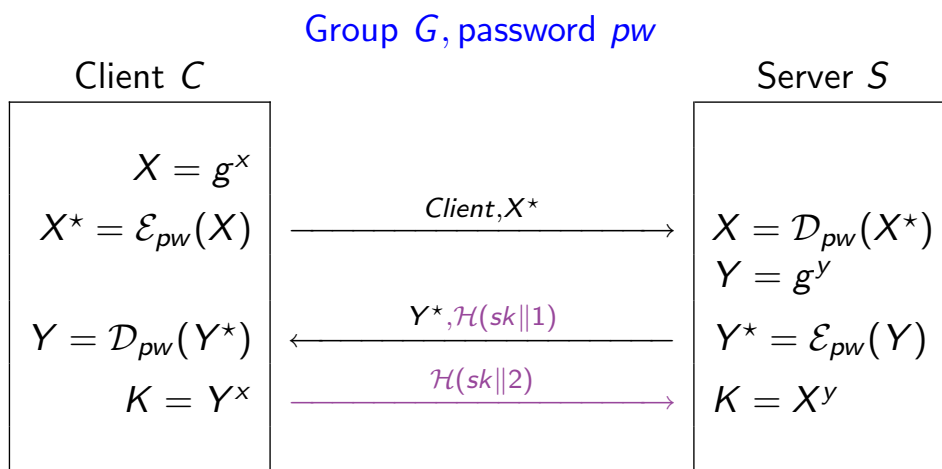 Group G, password pw
Client C Server S
X = g^x
X⋆ = ℰ_pw(X) Client,X⋆ X = 𝒟_pw(X⋆)
Y = g^y
Y = 𝒟_pw(Y⋆) Y⋆,ℋ(sk‖1) Y⋆ = ℰ_pw(Y)
K = Y^x ℋ(sk‖2) K = X^y